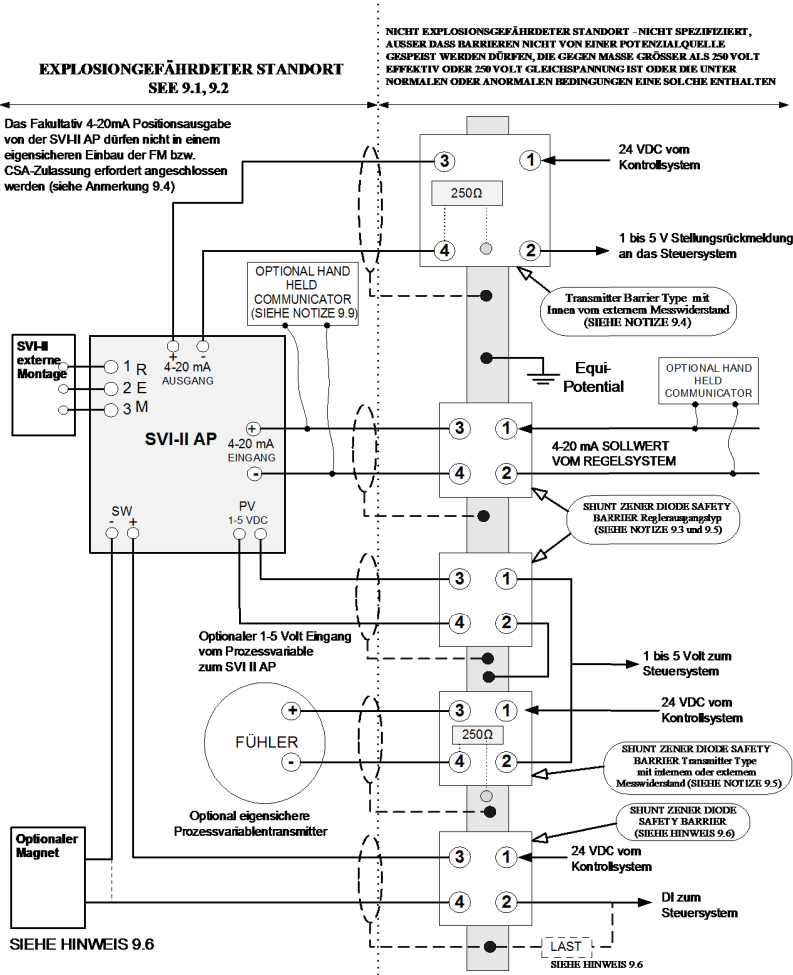 EXPLOSIONGEFÄHRDETER STANDORT
SEE 9.1, 9.2
NICHT EXPLOSIONSGEFÄHRDETER STANDORT - NICHT SPEZIFIZIERT,
AUSSER DASS BARRIEREN NICHT VON EINER POTENZIALQUELLE
GESPEIST WERDEN DÜRFEN, DIE GEGEN MASSE GRÖSSER ALS 250 VOLT
EFFEKTIV ODER 250 VOLT GLEICHSPANNUNG IST ODER DIE UNTER
NORMALEN ODER ANORMALEN BEDINGUNGEN EINE SOLCHE ENTHALTEN
Das Fakultativ 4-20mA Positionsausgabe
von der SVI-II AP dürfen nicht in einem
eigensicheren Einbau der FM bzw.
CSA-Zulassung erfordert angeschlossen
werden (siehe Anmerkung 9.4)
3
1
250Ω
4
2
24 VDC vom
Kontrollsystem
1 bis 5 V Stellungsrückmeldung
an das Steuersystem
Transmitter Barrier Type mit
Innen vom externem Messwiderstand
(SIEHE NOTIZE 9.4)
OPTIONAL HAND
HELD
COMMUNICATOR
(SIEHE NOTIZE 9.9)
Equi-
Potential
OPTIONAL HAND
HELD
COMMUNICATOR
SVI-II
externe
Montage
1 R
2 E
3 M
+ -
4-20 mA
AUSGANG
SVI-II AP
+
4-20 mA
EINGANG
-
SW
- +
PV
1-5 VDC
3
1
4
2
4-20 mA SOLLWERT
VOM REGELSYSTEM
SHUNT ZENER DIODE SAFETY
BARRIER Reglerausgangstyp
(SIEHE NOTIZE 9.3 und 9.5)
3
1
4
2
Optionaler 1-5 Volt Eingang
vom Prozessvariable
zum SVI II AP
1 bis 5 Volt zum
Steuersystem
+
FÜHLER
-
Optional eigensichere
Prozessvariablentransmitter
3
1
250Ω
4
2
24 VDC vom
Kontrollsystem
SHUNT ZENER DIODE SAFETY
BARRIER Transmitter Type
mit internem oder externem
Messwiderstand (SIEHE NOTIZE 9.5)
SHUNT ZENER DIODE
SAFETY BARRIER
(SIEHE HINWEIS 9.6)
Optionaler
Magnet
SIEHE HINWEIS 9.6
3
1
4
2
24 VDC vom
Kontrollsystem
DI zum
Steuersystem
LAST
SIEHE HINWEIS 9.6